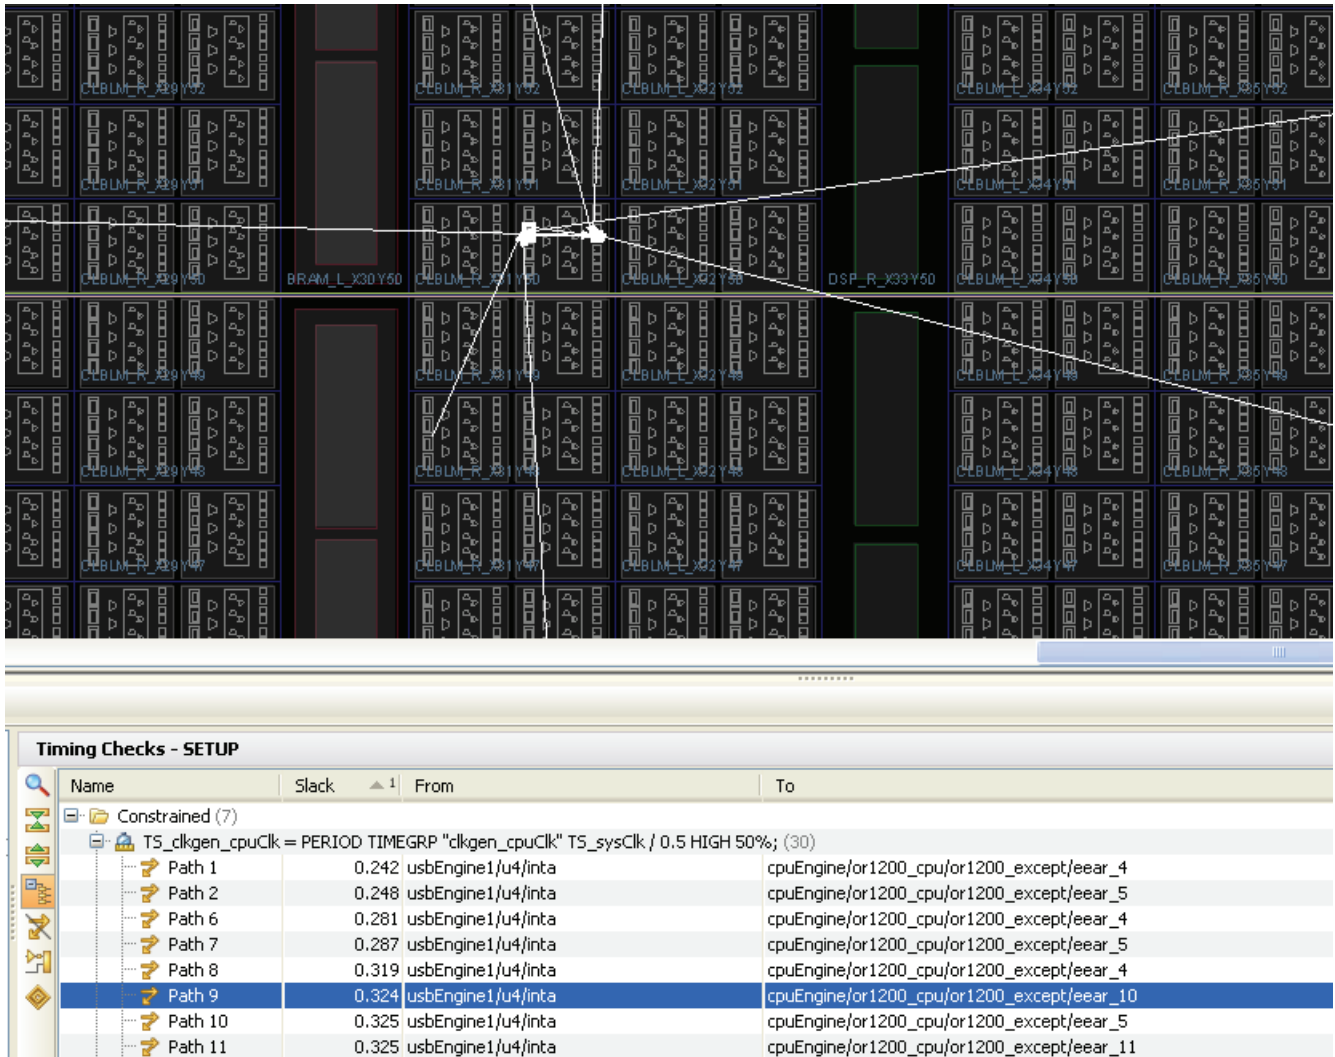 CLBLM_R_X29Y52 CLBLM_R_X31Y52 CLBLM_L_X32Y52 CLBLM_L_X34Y52 CLBLM_R_X35Y52
CLBLM_R_X29Y51 CLBLM_R_X31Y51 CLBLM_L_X32Y51 CLBLM_L_X34Y51 CLBLM_R_X35Y51
CLBLM_R_X29Y50 BRAM_L_X30Y50 CLBLM_R_X31Y50 CLBLM_L_X32Y50 DSP_R_X33Y50 CLBLM_L_X34Y50 CLBLM_R_X35Y50
CLBLM_R_X29Y49 CLBLM_R_X31Y49 CLBLM_L_X32Y49 CLBLM_L_X34Y49 CLBLM_R_X35Y49
CLBLM_R_X29Y48 CLBLM_R_X31Y48 CLBLM_L_X32Y48 CLBLM_L_X34Y48 CLBLM_R_X35Y48
CLBLM_R_X29Y47 CLBLM_R_X31Y47 CLBLM_L_X32Y47 CLBLM_L_X34Y47 CLBLM_R_X35Y47
Timing Checks - SETUP
Name Slack 1 From To
Constrained (7)
TS_clkgen_cpuClk = PERIOD TIMEGRP "clkgen_cpuClk" TS_sysClk / 0.5 HIGH 50%; (30)
Path 1 0.242 usbEngine1/u4/inta cpuEngine/or1200_cpu/or1200_except/eear_4
Path 2 0.248 usbEngine1/u4/inta cpuEngine/or1200_cpu/or1200_except/eear_5
Path 6 0.281 usbEngine1/u4/inta cpuEngine/or1200_cpu/or1200_except/eear_4
Path 7 0.287 usbEngine1/u4/inta cpuEngine/or1200_cpu/or1200_except/eear_5
Path 8 0.319 usbEngine1/u4/inta cpuEngine/or1200_cpu/or1200_except/eear_4
Path 9 0.324 usbEngine1/u4/inta cpuEngine/or1200_cpu/or1200_except/eear_10
Path 10 0.325 usbEngine1/u4/inta cpuEngine/or1200_cpu/or1200_except/eear_5
Path 11 0.325 usbEngine1/u4/inta cpuEngine/or1200_cpu/or1200_except/eear_11